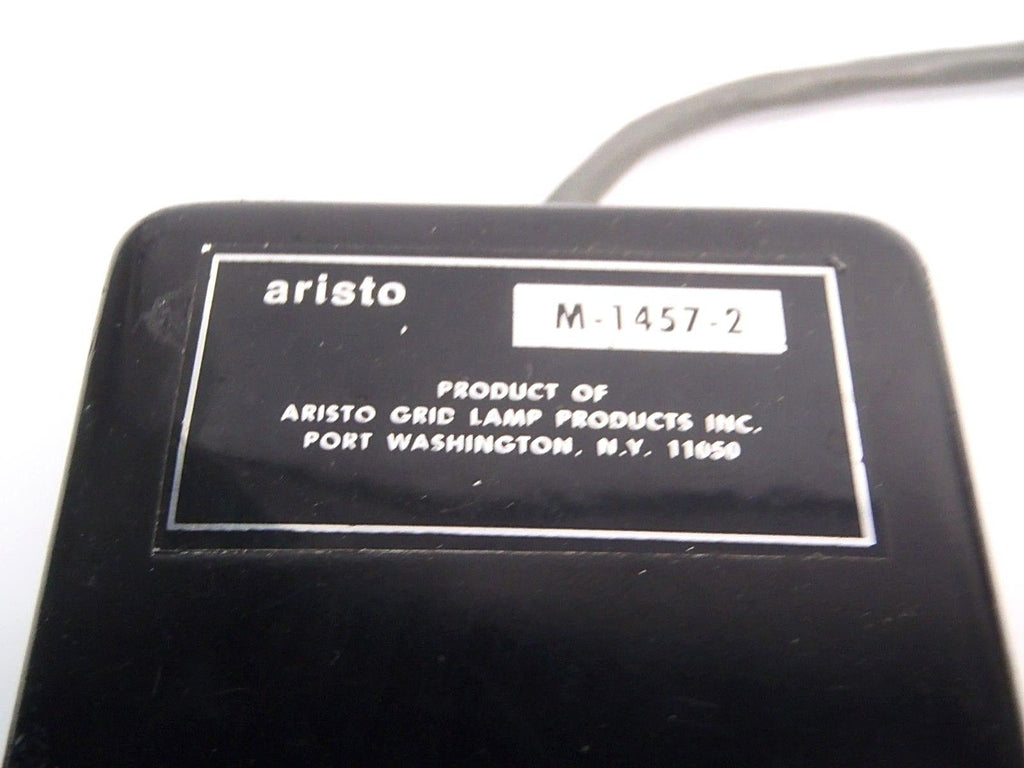 aristo
M-1457-2
PRODUCT OF
ARISTO GRID LAMP PRODUCTS INC.
PORT WASHINGTON, N.Y. 11050